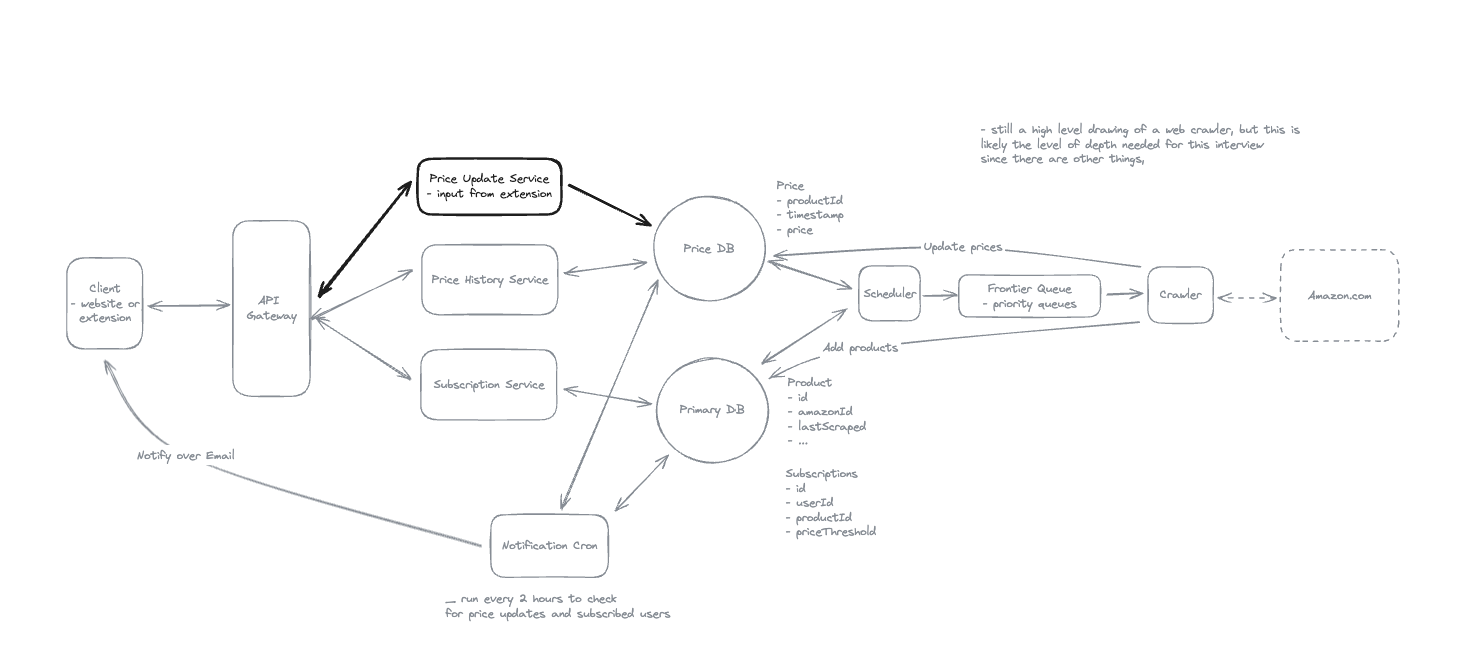 - still a high level drawing of a web crawler, but this is
likely the level of depth needed for this interview
since there are other things,
Price Update Service
- input from extension
Price
- productId
- timestamp
- price
Price DB
Update prices
Client
- website or
extension
API
Gateway
Price History Service
Scheduler
Frontier Queue
- priority queues
Crawler
Amazon.com
Add products
Subscription Service
Primary DB
Product
- id
- amazonId
- lastScraped
- ...
Notify over Email
Subscriptions
- id
- userId
- productId
- priceThreshold
Notification Cron
__ run every 2 hours to check
for price updates and subscribed users